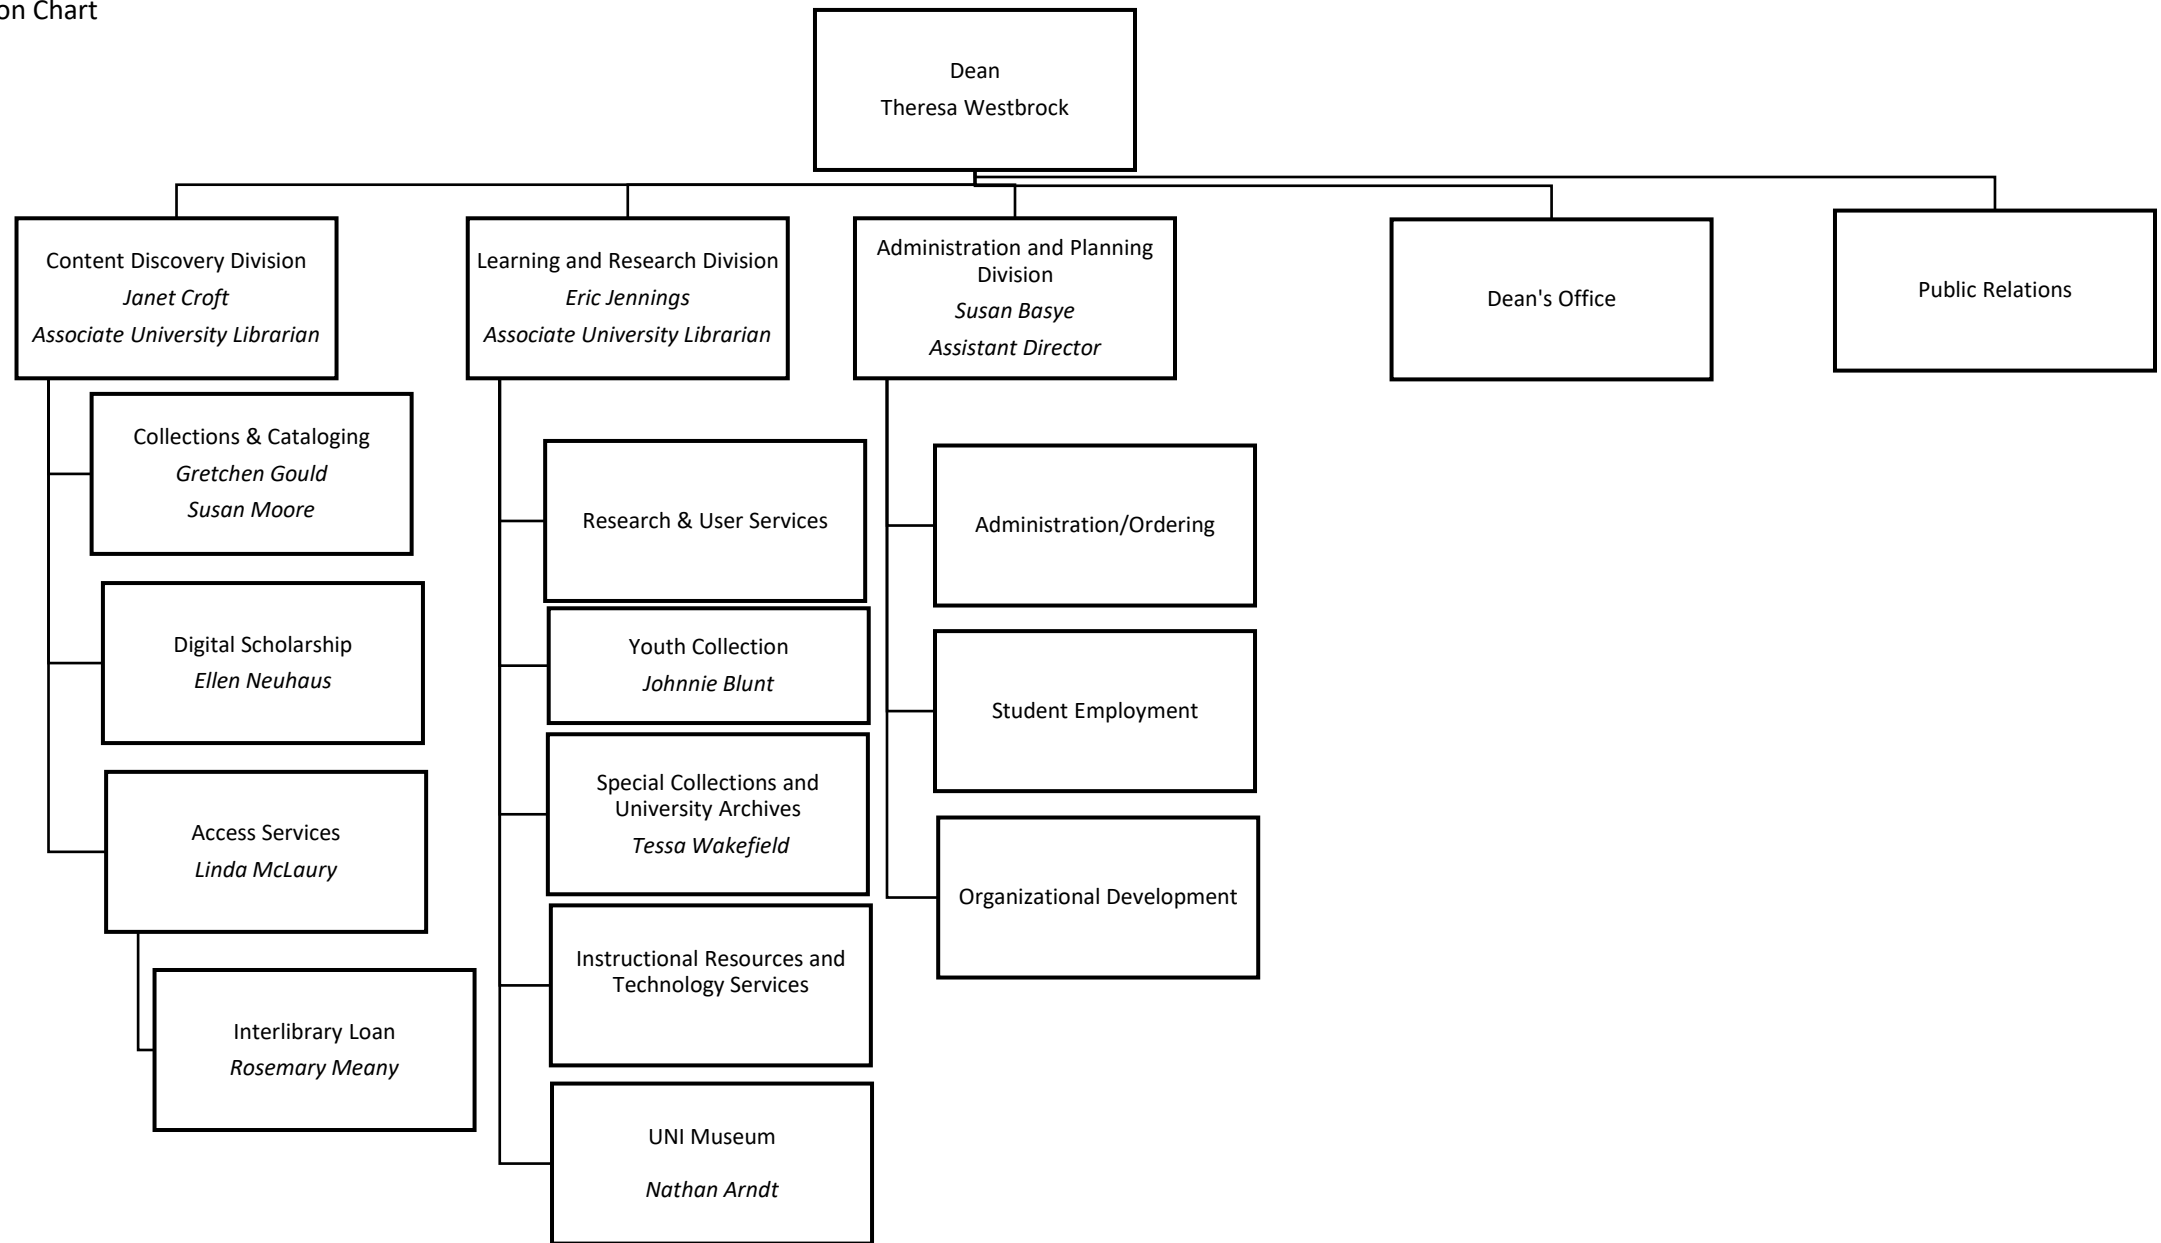 on Chart
Dean
Theresa Westbrock
Content Discovery Division
Janet Croft
Associate University Librarian
Learning and Research Division
Eric Jennings
Associate University Librarian
Administration and Planning
Division
Susan Basye
Assistant Director
Dean's Office
Public Relations
Collections & Cataloging
Gretchen Gould
Susan Moore
Digital Scholarship
Ellen Neuhaus
Access Services
Linda McLaury
Interlibrary Loan
Rosemary Meany
Research & User Services
Youth Collection
Johnnie Blunt
Special Collections and
University Archives
Tessa Wakefield
Instructional Resources and
Technology Services
UNI Museum
Nathan Arndt
Administration/Ordering
Student Employment
Organizational Development